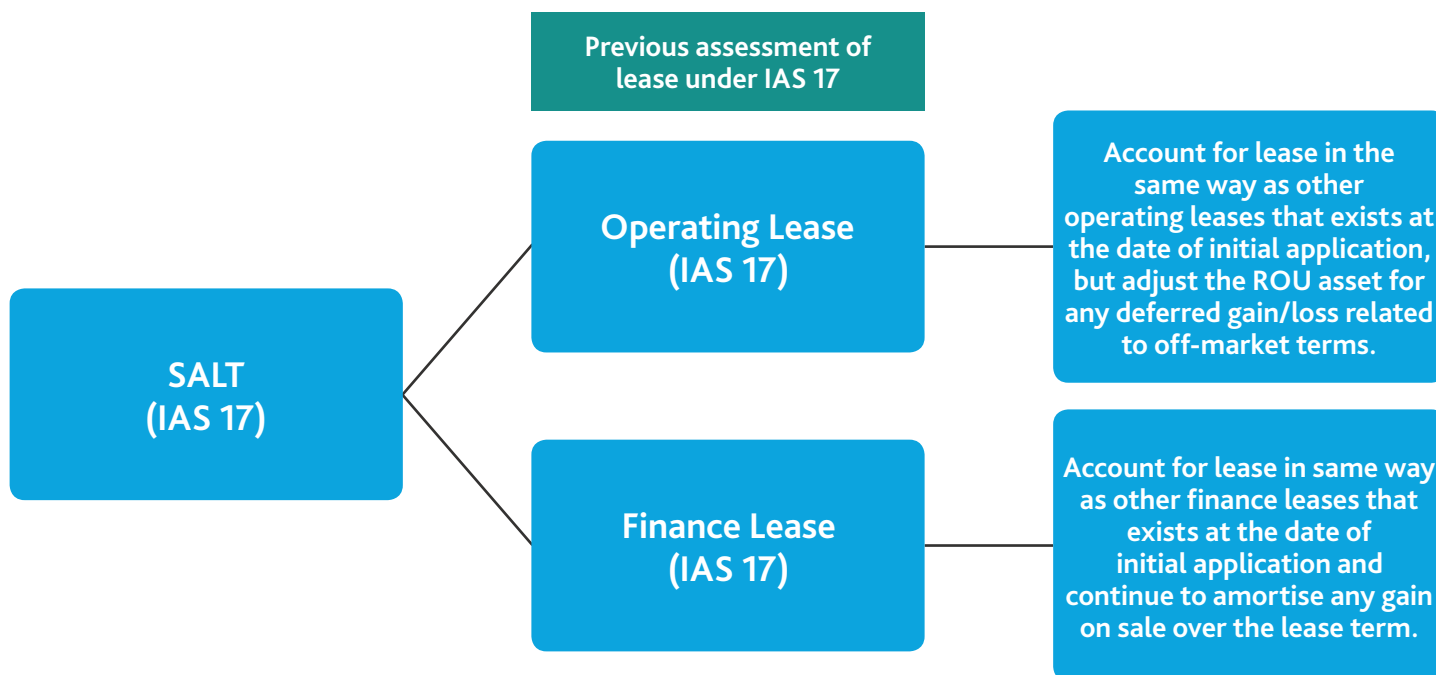 Previous assessment of
lease under IAS 17
SALT
(IAS 17)
Operating Lease
(IAS 17)
Account for lease in the
same way as other
operating leases that exists at
the date of initial application,
but adjust the ROU asset for
any deferred gain/loss related
to off-market terms.
Finance Lease
(IAS 17)
Account for lease in same way
as other finance leases that
exists at the date of
initial application and
continue to amortise any gain
on sale over the lease term.